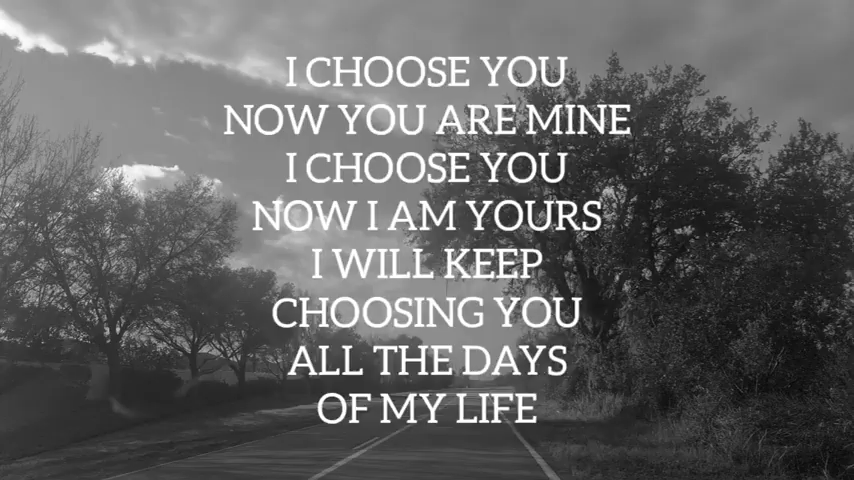 I CHOOSE YOU
NOW YOU ARE MINE
I CHOOSE YOU
NOW I AM YOURS
I WILL KEEP
CHOOSING YOU
ALL THE DAYS
OF MY LIFE